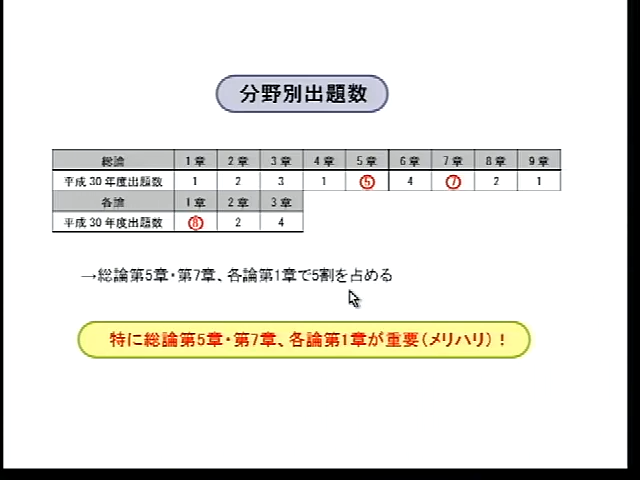 分野別出題数
総論 1章 2章 3章 4章 5章 6章 7章 8章 9章
平成30年度出題数 1 2 3 1 5 4 7 2 1
各論 1章 2章 3章
平成30年度出題数 8 2 4
→総論第5章・第7章、各論第1章で5割を占める
特に総論第5章・第7章、各論第1章が重要(メリハリ)!